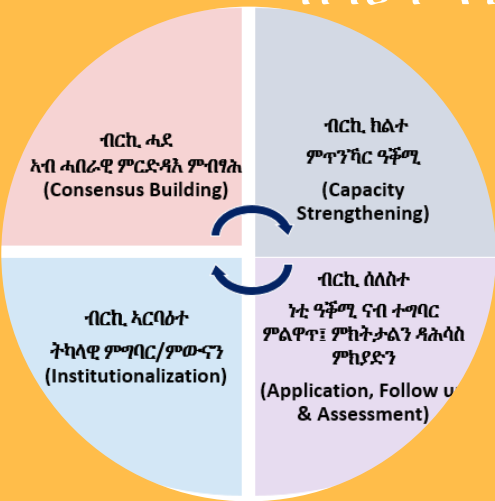 ብርኪ ሓደ
ኣብ ሓበራዊ ምርድዳእ ምብፃሕ
(Consensus Building)
ብርኪ ክልተ
ምጥንኻር ዓቕሚ
(Capacity
Strengthening)
ብርኪ ሰለስተ
ነቲ ዓቕሚ ናብ ተግባር
ምልዋጥ፤ ምክትታልን ዳሕሳስ
ምክያድን
(Application, Follow
& Assessment)
ብርኪ ኣርባዕተ
ትካላዊ ምግባር/ምውናን
(Institutionalization)